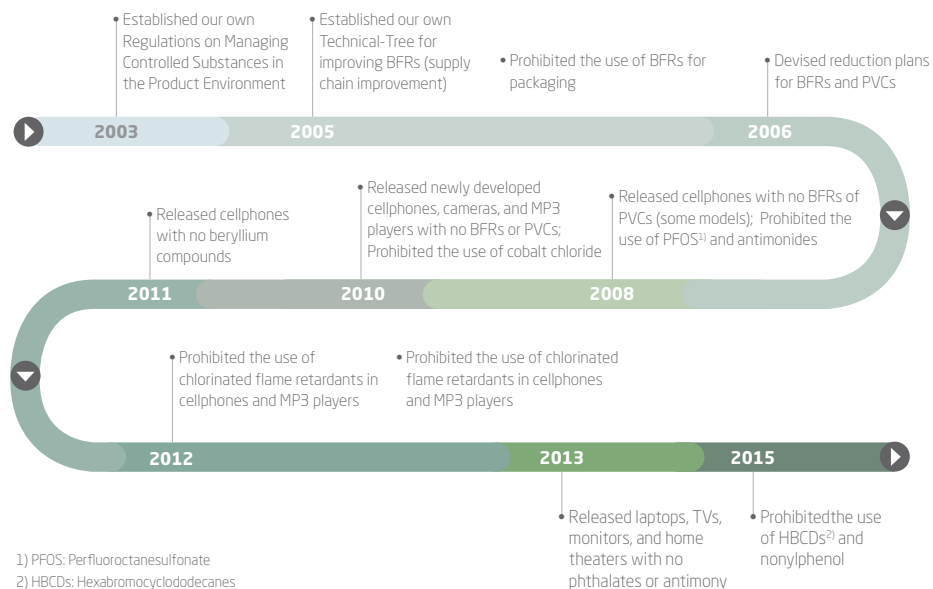 Established our own
Regulations on Managing
Controlled Substances in
the Product Environment
Established our own
Technical-Tree for
improving BFRs (supply
chain improvement)
Prohibited the use of BFRs for
packaging
Devised reduction plans
for BFRs and PVCs
2003
2005
2006
Released cellphones
with no beryllium
compounds
Released newly developed
cellphones, cameras, and MP3
players with no BFRs or PVCs;
Prohibited the use of cobalt chloride
Released cellphones with no BFRs of
PVCs (some models); Prohibited the
use of PFOS1) and antimonides
2011
2010
2008
Prohibited the use of
chlorinated flame retardants in
cellphones and MP3 players
Prohibited the use of chlorinated
flame retardants in cellphones
and MP3 players
2012
2013
2015
Released laptops, TVs,
monitors, and home
theaters with no
phthalates or antimony
Prohibitedthe use
of HBCDs2) and
nonylphenol
1) PFOS: Perfluoroctanesulfonate
2) HBCDs: Hexabromocyclododecanes